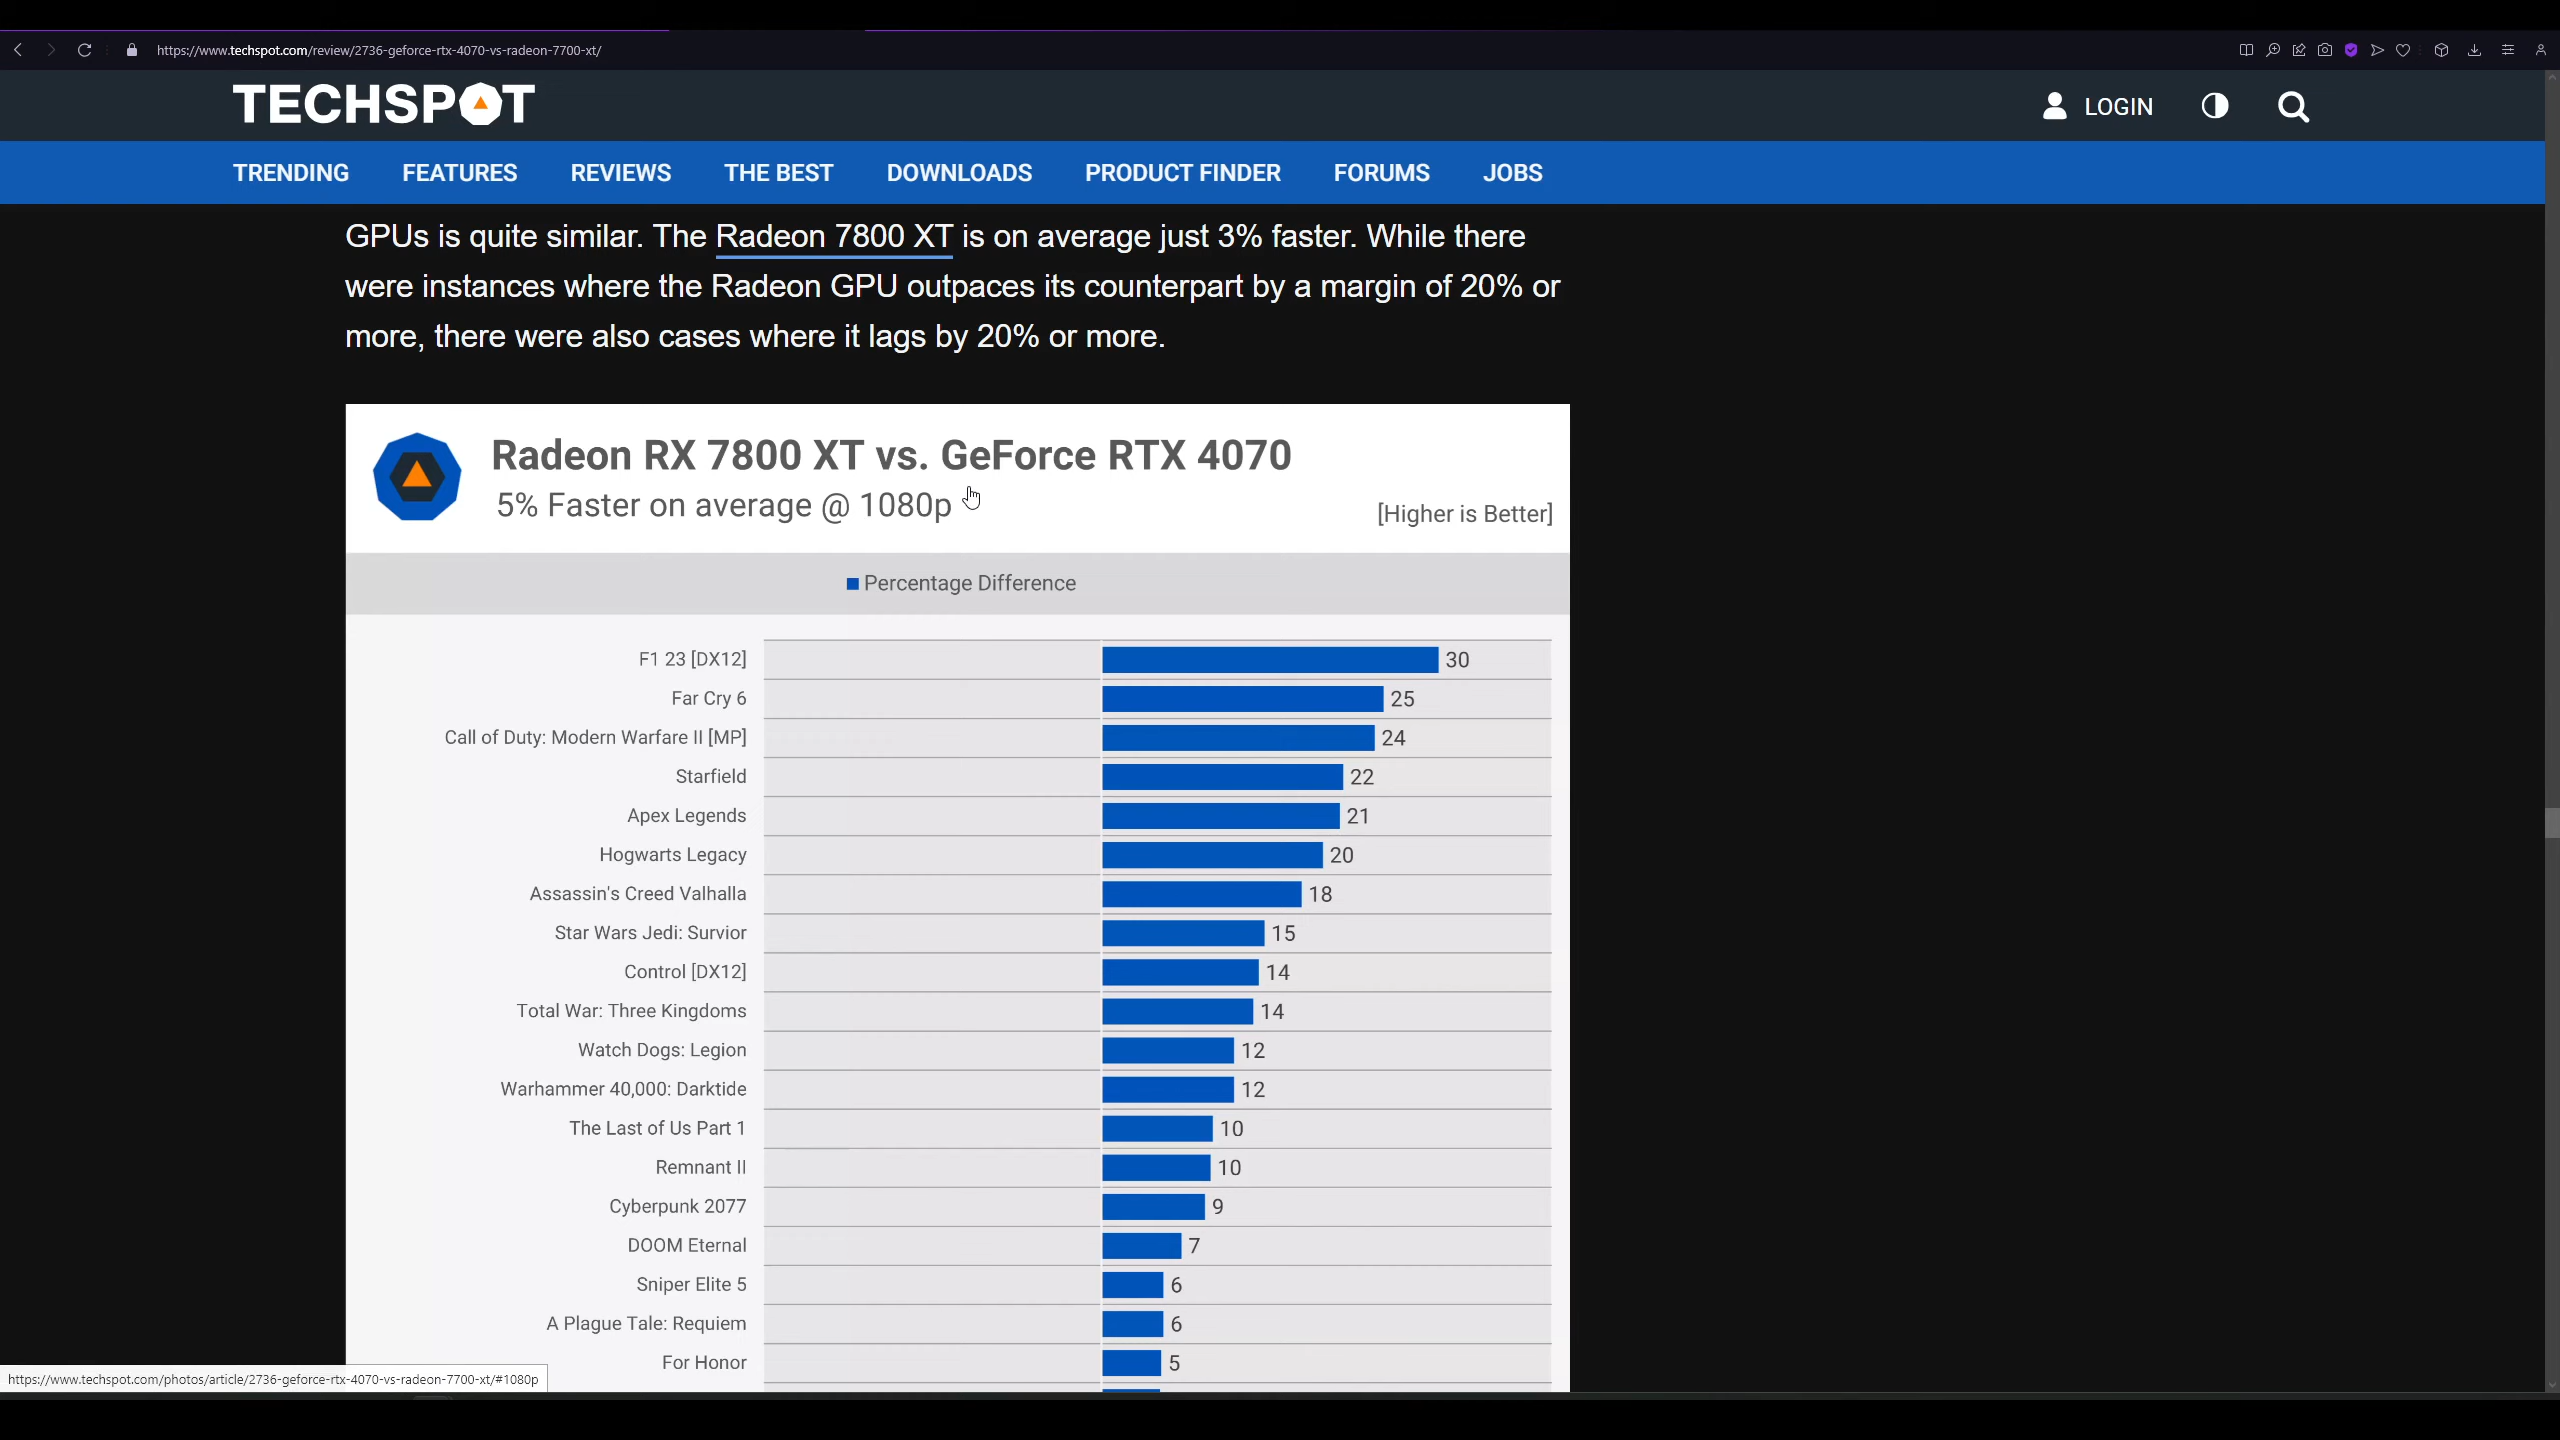 https://www.techspot.com/review/2736-geforce-rtx-4070-vs-radeon-7700-xt/
TECHSPOT
LOGIN
TRENDING FEATURES REVIEWS THE BEST DOWNLOADS PRODUCT FINDER FORUMS JOBS
GPUs is quite similar. The Radeon 7800 XT is on average just 3% faster. While there
were instances where the Radeon GPU outpaces its counterpart by a margin of 20% or
more, there were also cases where it lags by 20% or more.
Radeon RX 7800 XT vs. GeForce RTX 4070
5% Faster on average @ 1080p
[Higher is Better]
Percentage Difference
F1 23 [DX12] 30
Far Cry 6 25
Call of Duty: Modern Warfare II [MP] 24
Starfield 22
Apex Legends 21
Hogwarts Legacy 20
Assassin's Creed Valhalla 18
Star Wars Jedi: Survior 15
Control [DX12] 14
Total War: Three Kingdoms 14
Watch Dogs: Legion 12
Warhammer 40,000: Darktide 12
The Last of Us Part 1 10
Remnant II 10
Cyberpunk 2077 9
DOOM Eternal 7
Sniper Elite 5 6
A Plague Tale: Requiem 6
For Honor 5
https://www.techspot.com/photos/article/2736-geforce-rtx-4070-vs-radeon-7700-xt/#1080p